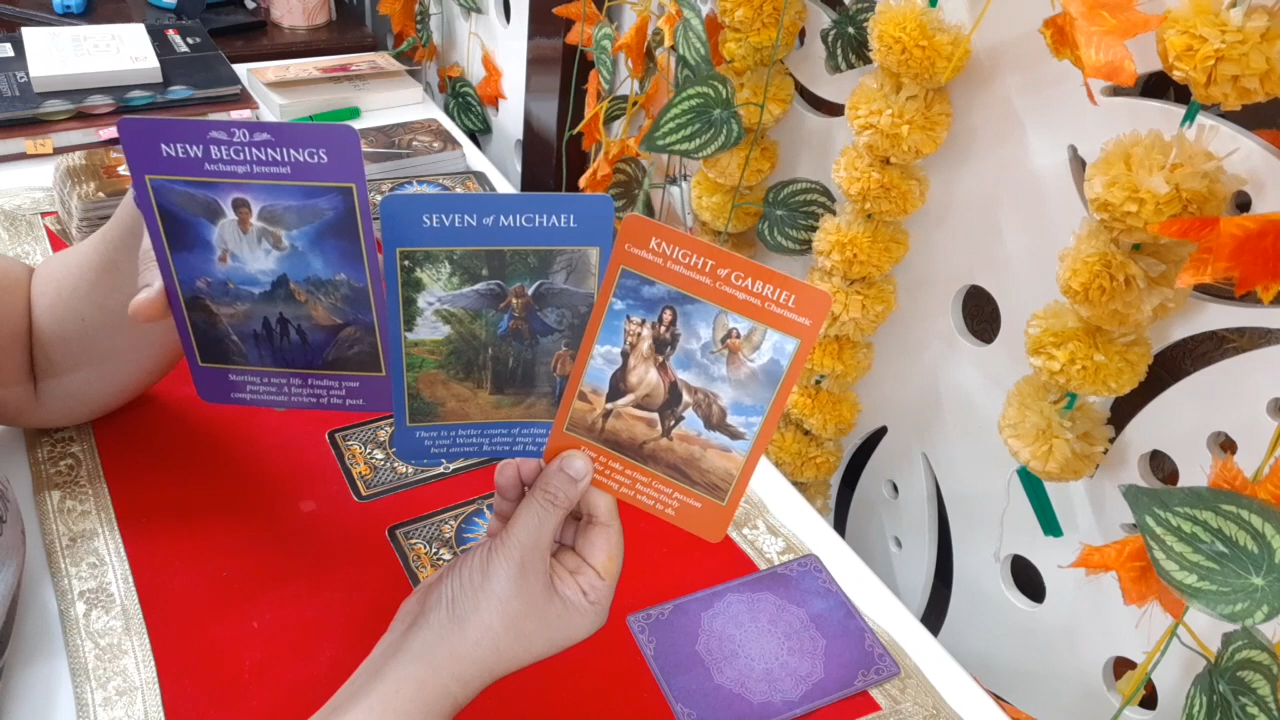 20
NEW BEGINNINGS
Archangel Jeremiel
Starting a new life. Finding your
purpose. A forgiving and
compassionate review of the past.
SEVEN of MICHAEL
There is a better course of action
to you! Working alone may not
best answer. Review all the
KNIGHT of GABRIEL
Confident, Enthusiastic, Courageous, Charismatic
Time to take action! Great passion
for a cause. Instinctively
knowing just what to do.